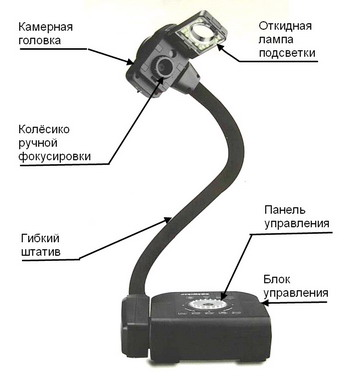 Камерная
головка
Откидная
лампа
подсветки
Колёсико
ручной
фокусировки
Гибкий
штатив
Панель
управления
Блок
управления